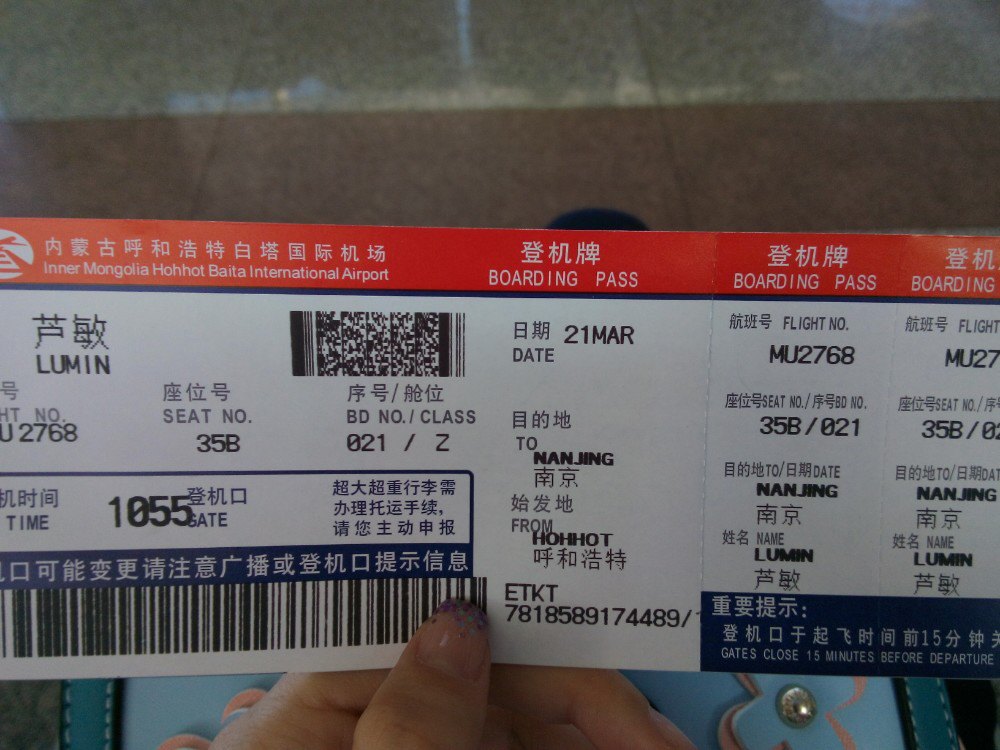 内蒙古呼和浩特白塔国际机场
Inner Mongolia Hohhot Baita International Airport
登机牌
BOARDING PASS
芦敏
LUMIN
号
HT NO.
U2768
座位号
SEAT NO.
35B
序号/舱位
BD NO./CLASS
021 / Z
机时间
TIME
1055
登机口
GATE
超大超重行李需
办理托运手续,
请您主动申报
口可能变更请注意广播或登机口提示信息
日期
DATE
21MAR
目的地
TO
NANJING
南京
始发地
FROM
HOHHOT
呼和浩特
ETKT
7818589174489/
登机牌
BOARDING PASS
航班号 FLIGHT NO.
MU2768
座位号SEAT NO./序号BD NO.
35B/021
目的地TO/日期DATE
NANJING
南京
姓名 NAME
LUMIN
芦敏
登机
BOARDING
航班号 FLIGHT
MU27
座位号SEAT NO./序
35B/02
目的地TO/日期DAT
NANJING
南京
姓名 NAME
LUMIN
芦敏
重要提示:
登机口于起飞时间前15分钟关
GATES CLOSE 15 MINUTES BEFORE DEPARTURE